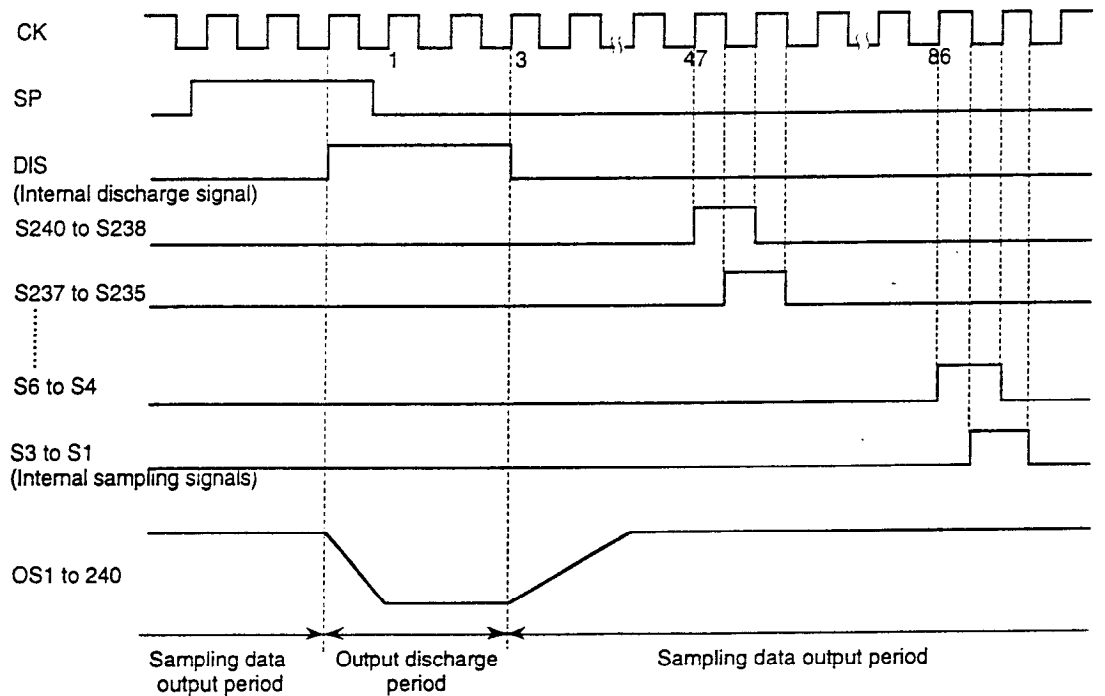 CK
1
3
47
86
SP
DIS
(Internal discharge signal)
S240 to S238
S237 to S235
S6 to S4
S3 to S1
(Internal sampling signals)
OS1 to 240
Sampling data
output period
Output discharge
period
Sampling data output period